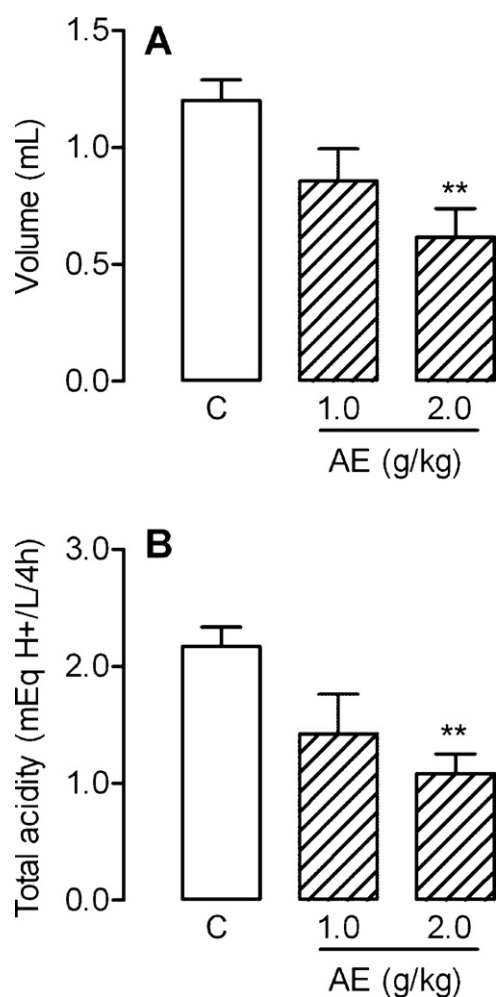 A
Volume (mL)
1.5
1.0
0.5
0.0
**
C
1.0
2.0
AE (g/kg)
B
Total acidity (mEq H+/L/4h)
3.0
2.0
1.0
0.0
**
C
1.0
2.0
AE (g/kg)